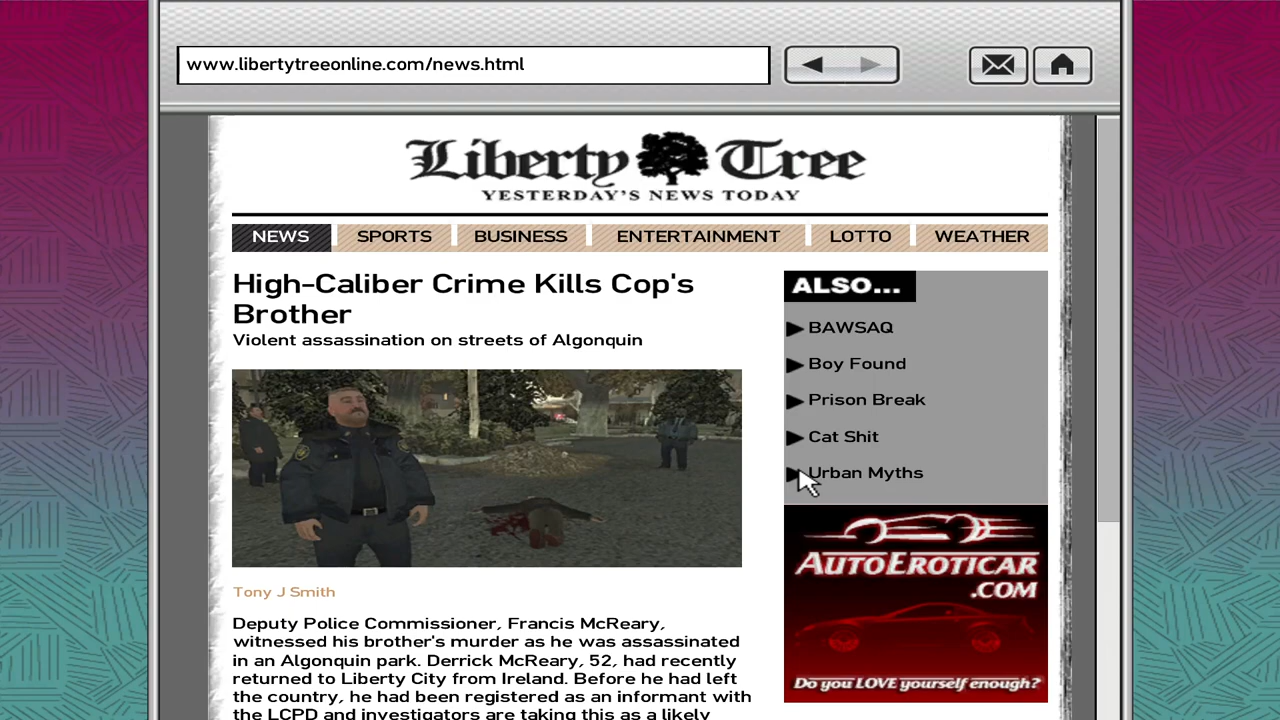 www.libertytreeonline.com/news.html
Liberty Tree
YESTERDAY'S NEWS TODAY
NEWS SPORTS BUSINESS ENTERTAINMENT LOTTO WEATHER
High-Caliber Crime Kills Cop's
Brother
Violent assassination on streets of Algonquin
Tony J Smith
Deputy Police Commissioner, Francis McReary,
witnessed his brother's murder as he was assassinated
in an Algonquin park. Derrick McReary, 52, had recently
returned to Liberty City from Ireland. Before he had left
the country, he had been registered as an informant with
the LCPD and investigators are taking this as a likely
ALSO...
BAWSAQ
Boy Found
Prison Break
Cat Shit
Urban Myths
AUTOEROTICAR
.COM
Do you LOVE yourself enough?